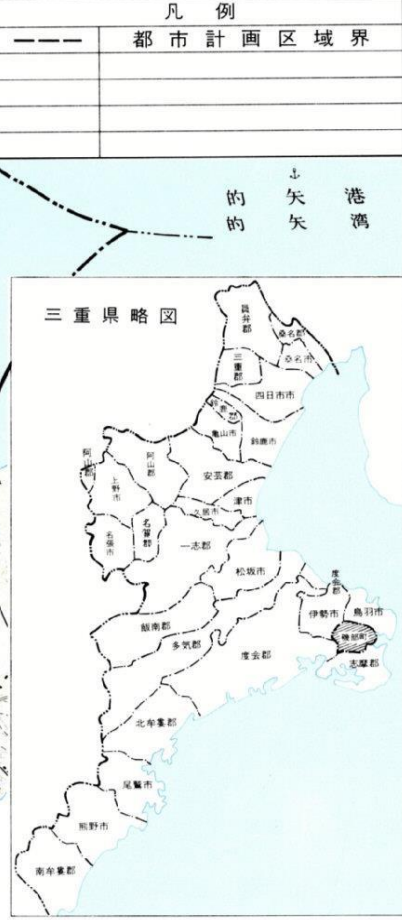 凡 例
都市計画区域界
的矢港
的矢湾
三重県略図
員弁郡
桑名郡
桑名市
三重郡
四日市市
鈴鹿郡
亀山市
鈴鹿市
阿山郡
阿山郡
上野市
安芸郡
津市
久居市
名張市
名賀郡
一志郡
松坂市
度会郡
伊勢市
鳥羽市
磯部町
志摩郡
飯南郡
多気郡
度会郡
北牟婁郡
尾鷲市
熊野市
南牟婁郡